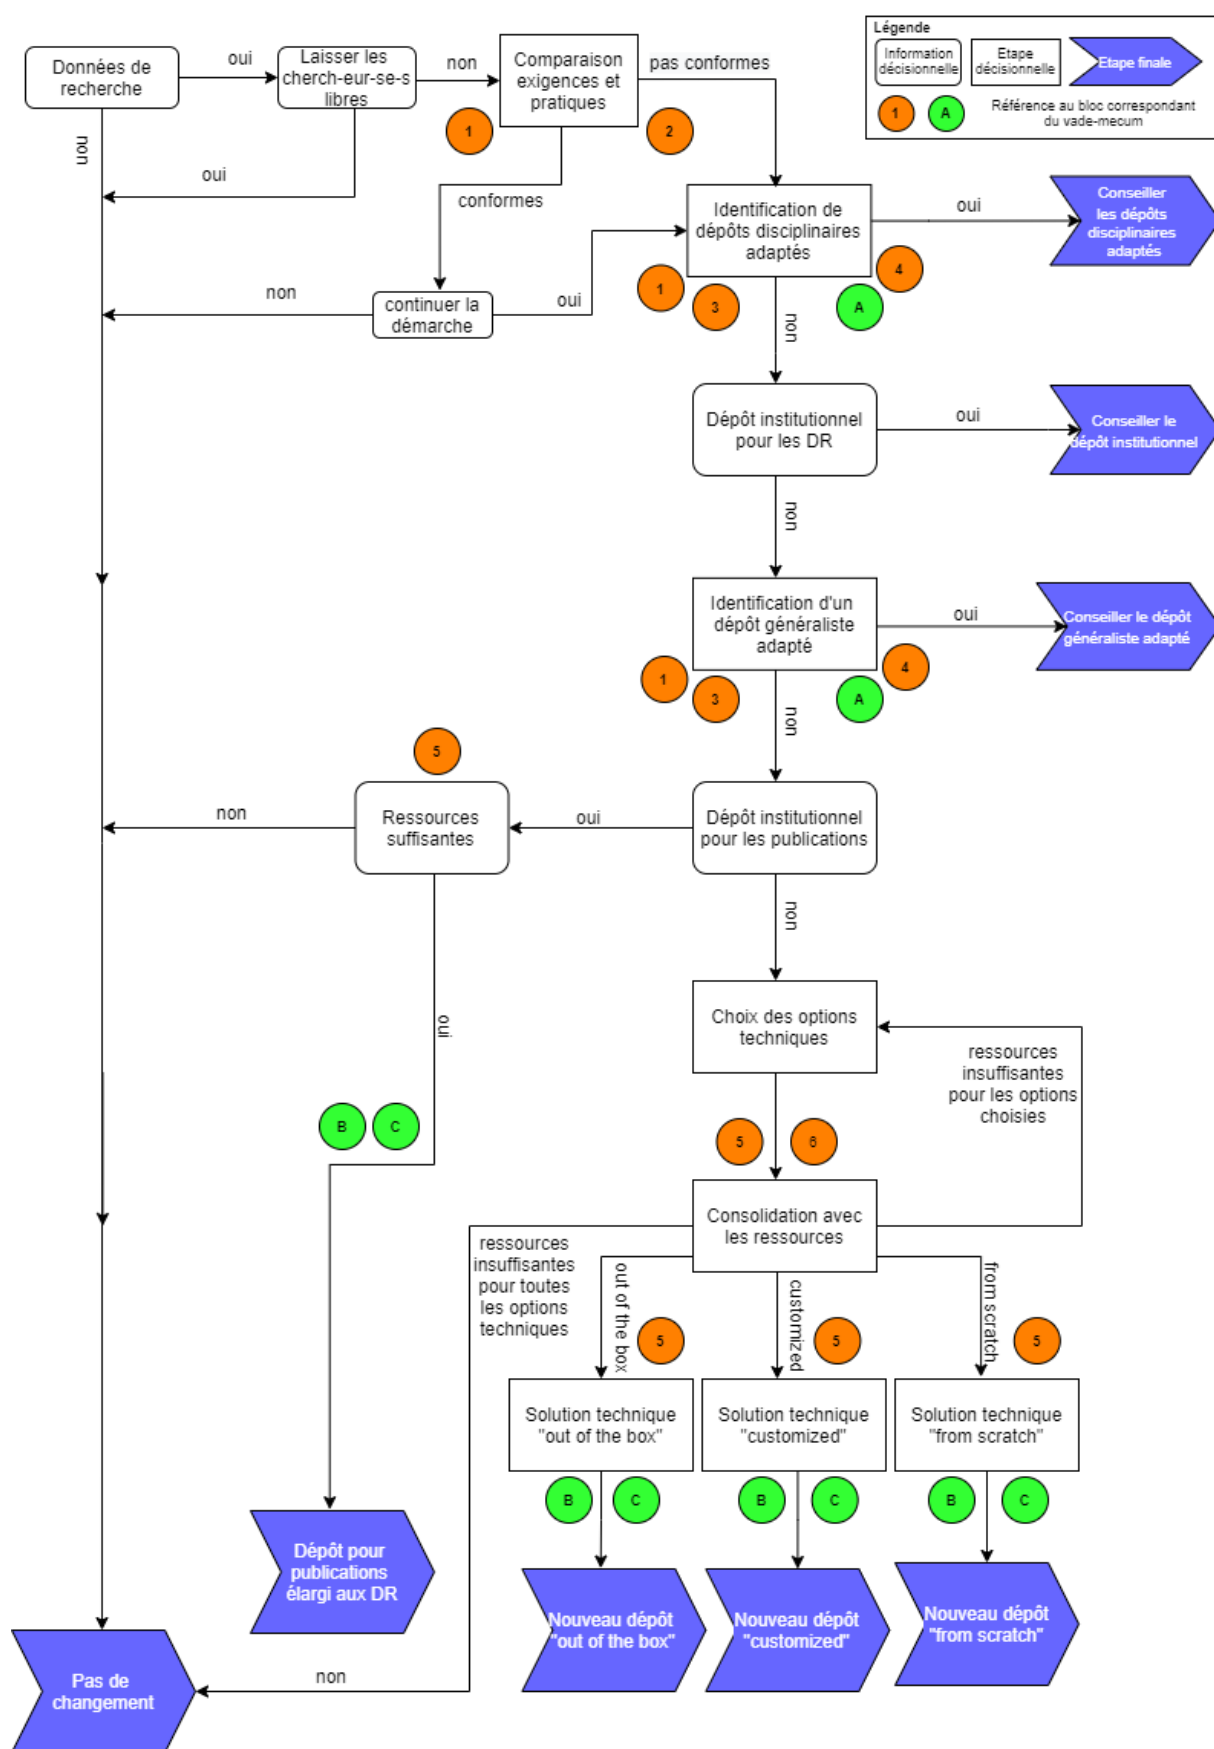 Légende
Information
décisionnelle
Etape
décisionnelle
Etape finale
1
A
Référence au bloc correspondant
du vade-mecum
Données de
recherche
oui
Laisser les
cherch-eur-se-s
libres
non
Comparaison
exigences et
pratiques
pas conformes
1
2
non
oui
conformes
Identification de
dépôts disciplinaires
adaptés
oui
Conseiller
les dépôts
disciplinaires
adaptés
non
continuer la
démarche
oui
1
3
A
4
non
Dépôt institutionnel
pour les DR
oui
Conseiller le
dépôt institutionnel
non
Identification d'un
dépôt généraliste
adapté
oui
Conseiller le dépôt
généraliste adapté
1
3
A
4
non
5
non
Ressources
suffisantes
oui
Dépôt institutionnel
pour les publications
non
oui
Choix des options
techniques
ressources
insuffisantes
pour les options
choisies
B
C
5
6
Consolidation avec
les ressources
ressources
insuffisantes
pour toutes
les options
techniques
out of the box
customized
from scratch
5
5
5
Solution technique
"out of the box"
Solution technique
"customized"
Solution technique
"from scratch"
B
C
B
C
B
C
Dépôt pour
publications
élargi aux DR
Nouveau dépôt
"out of the box"
Nouveau dépôt
"customized"
Nouveau dépôt
"from scratch"
Pas de
changement
non